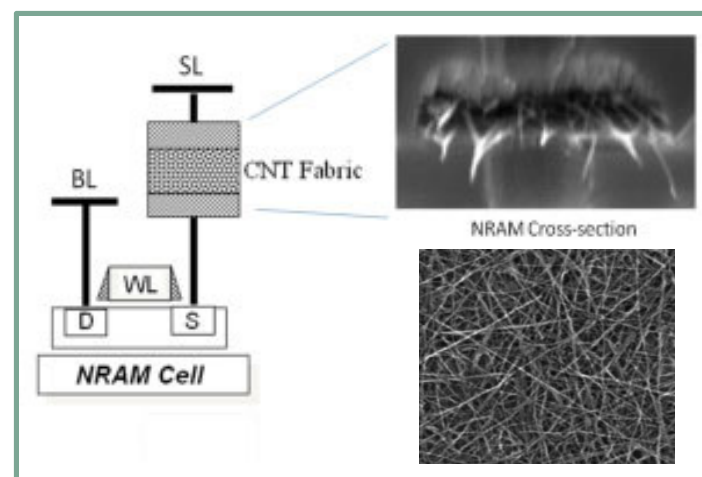 SL
CNT Fabric
BL
WL
D
S
NRAM Cell
NRAM Cross-section